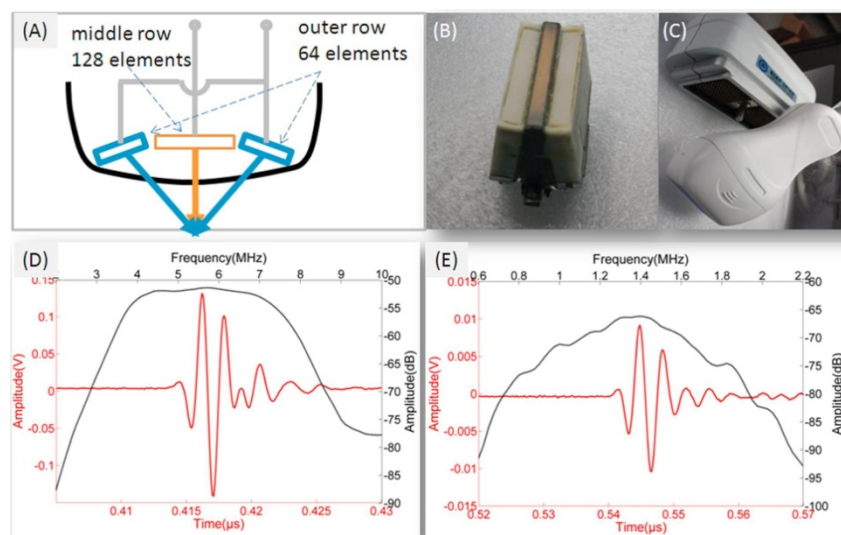 (A)
middle row
128 elements
outer row
64 elements
(B)
(C)
(D)
Frequency(MHz)
3 4 5 6 7 8 9 10
0.15
0.1
0.05
0
-0.05
-0.1
Amplitude(V)
-50
-55
-60
-65
-70
-75
-80
-85
-90
Amplitude(dB)
0.41 0.415 0.42 0.425 0.43
Time(µs)
(E)
Frequency(MHz)
0.6 0.8 1 1.2 1.4 1.6 1.8 2 2.2
0.015
0.01
0.005
0
-0.005
-0.01
-0.015
Amplitude(V)
-60
-65
-70
-75
-80
-85
-90
-95
-100
Amplitude(dB)
0.52 0.53 0.54 0.55 0.56 0.57
Time(µs)